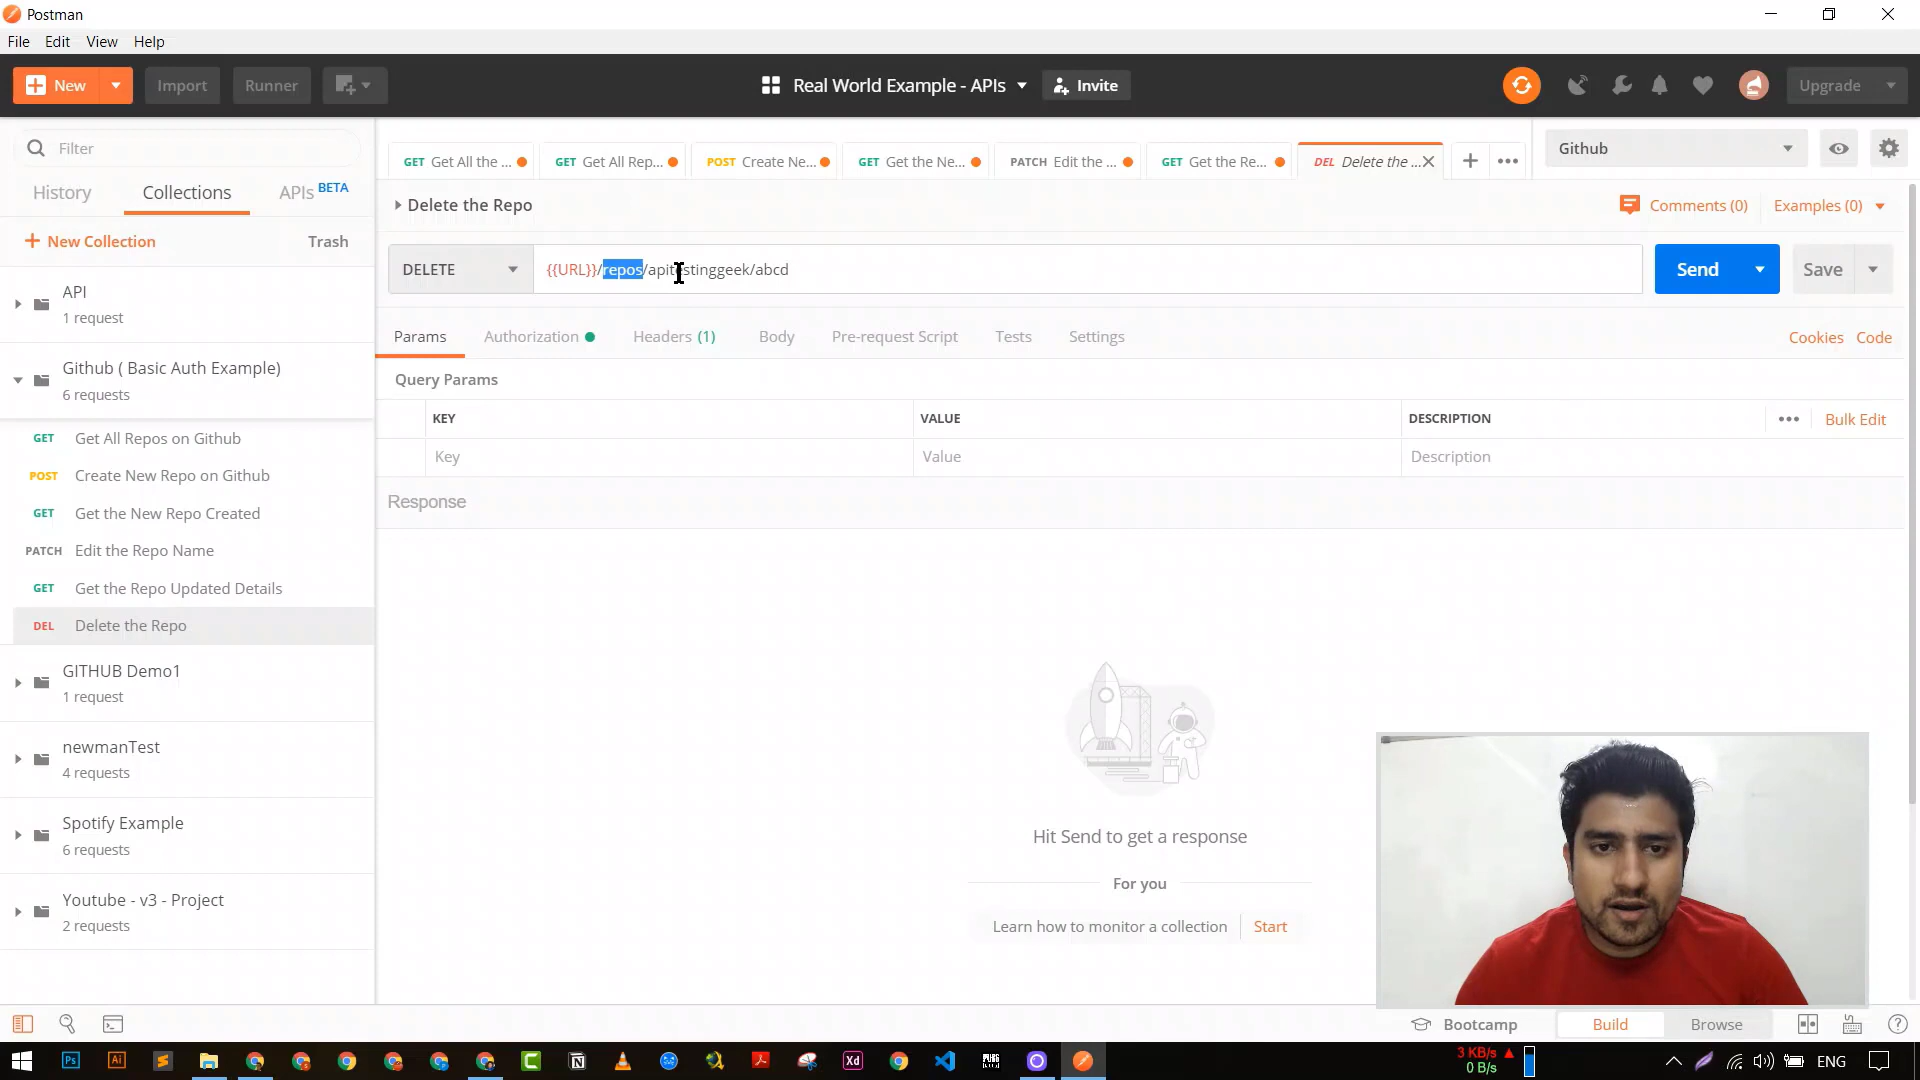 Postman
File Edit View Help
New Import Runner Real World Example - APIs Invite Upgrade
Filter
History Collections APIs BETA
New Collection Trash
API
1 request
Github ( Basic Auth Example)
6 requests
GET Get All Repos on Github
POST Create New Repo on Github
GET Get the New Repo Created
PATCH Edit the Repo Name
GET Get the Repo Updated Details
DEL Delete the Repo
GITHUB Demo1
1 request
newmanTest
4 requests
Spotify Example
6 requests
Youtube - v3 - Project
2 requests
GET Get All the ... GET Get All Rep... POST Create Ne... GET Get the Ne... PATCH Edit the ... GET Get the Re... DEL Delete the ... Github
Delete the Repo Comments (0) Examples (0)
DELETE {{URL}}/repos/apitestinggeek/abcd Send Save
Params Authorization Headers (1) Body Pre-request Script Tests Settings Cookies Code
Query Params
KEY VALUE DESCRIPTION Bulk Edit
Key Value Description
Response
Hit Send to get a response
For you
Learn how to monitor a collection Start
Bootcamp Build Browse
Ps Ai Xd 3 KB/s ENG
0 B/s